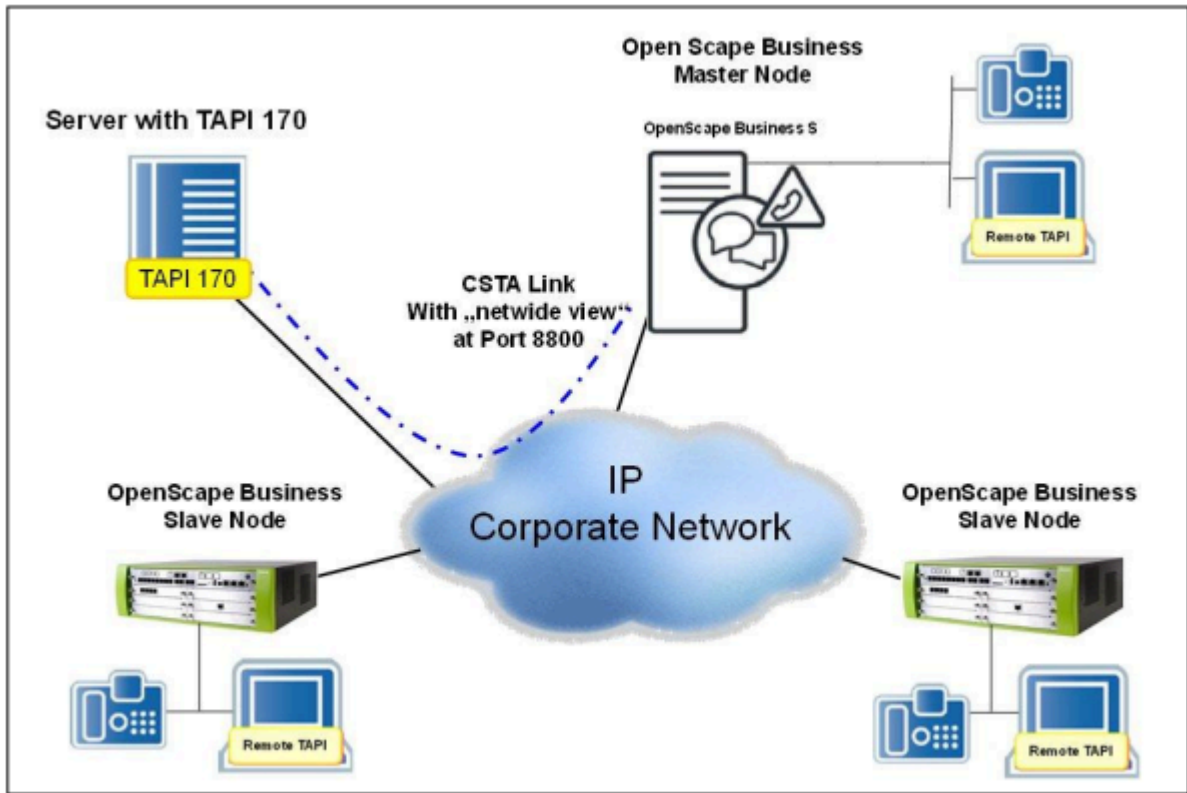 Open Scape Business
Master Node
Server with TAPI 170
OpenScape Business S
TAPI 170
Remote TAPI
CSTA Link
With „netwide view“
at Port 8800
IP
Corporate Network
OpenScape Business
Slave Node
OpenScape Business
Slave Node
Remote TAPI
Remote TAPI